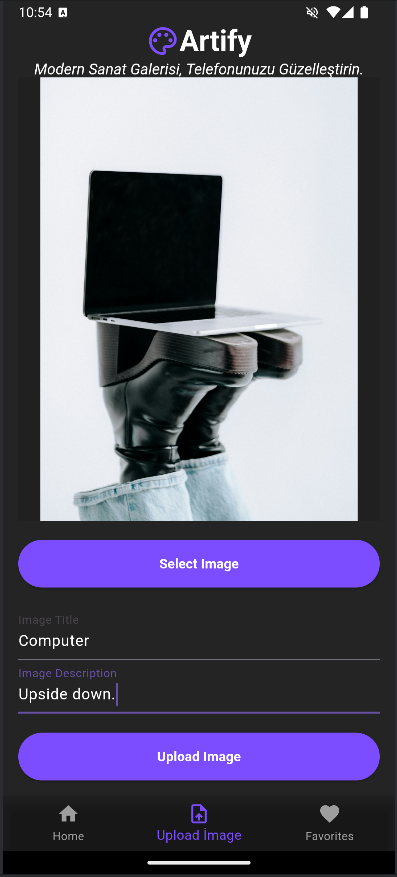 10:54 A
Artify
Modern Sanat Galerisi, Telefonunuzu Güzelleştirin.
Select Image
Image Title
Computer
Image Description
Upside down.
Upload Image
Home
Upload İmage
Favorites